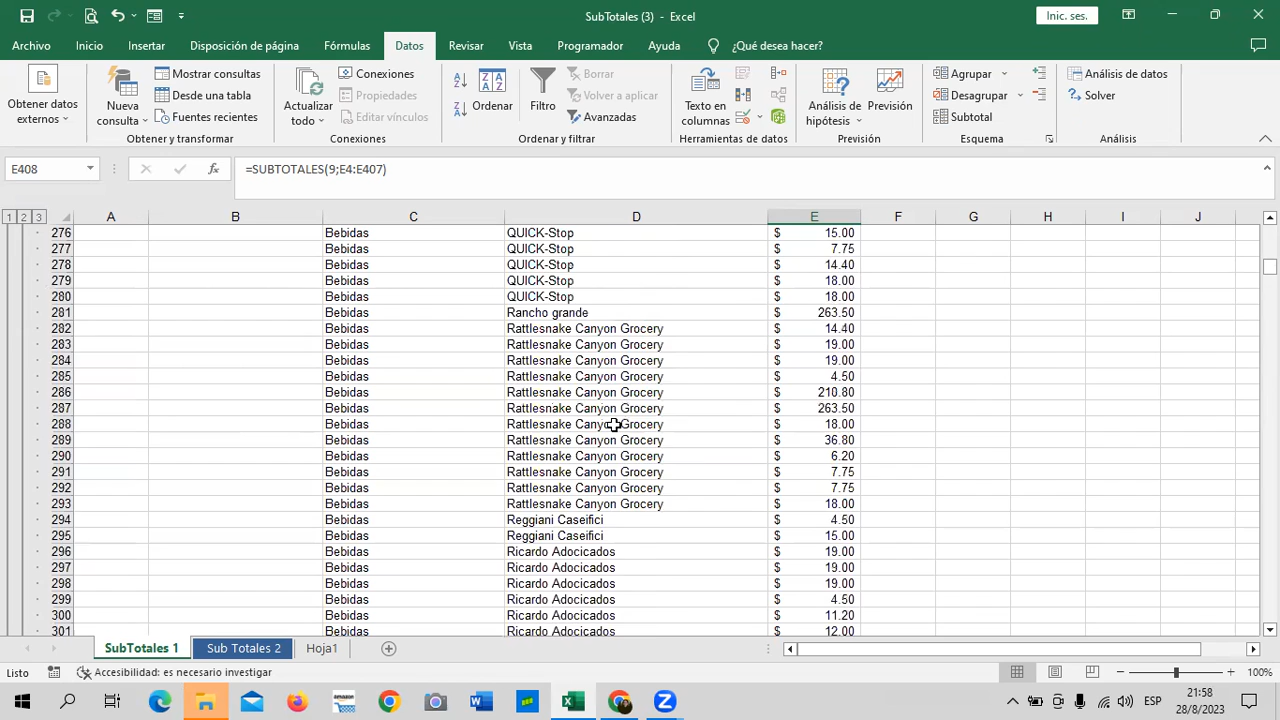 SubTotales (3) - Excel
Inic. ses.
Archivo Inicio Insertar Disposición de página Fórmulas Datos Revisar Vista Programador Ayuda ¿Qué desea hacer?
Obtener datos externos
Nueva consulta
Mostrar consultas
Desde una tabla
Fuentes recientes
Obtener y transformar
Actualizar todo
Conexiones
Propiedades
Editar vínculos
Conexiones
Ordenar
Filtro
Borrar
Volver a aplicar
Avanzadas
Ordenar y filtrar
Texto en columnas
Herramientas de datos
Análisis de hipótesis
Previsión
Previsión
Agrupar
Desagrupar
Subtotal
Esquema
Análisis de datos
Solver
Análisis
E408 fx =SUBTOTALES(9;E4:E407)
1 2 3 A B C D E F G H I J
276 Bebidas QUICK-Stop $ 15.00
277 Bebidas QUICK-Stop $ 7.75
278 Bebidas QUICK-Stop $ 14.40
279 Bebidas QUICK-Stop $ 18.00
280 Bebidas QUICK-Stop $ 18.00
281 Bebidas Rancho grande $ 263.50
282 Bebidas Rattlesnake Canyon Grocery $ 14.40
283 Bebidas Rattlesnake Canyon Grocery $ 19.00
284 Bebidas Rattlesnake Canyon Grocery $ 19.00
285 Bebidas Rattlesnake Canyon Grocery $ 4.50
286 Bebidas Rattlesnake Canyon Grocery $ 210.80
287 Bebidas Rattlesnake Canyon Grocery $ 263.50
288 Bebidas Rattlesnake Canyon Grocery $ 18.00
289 Bebidas Rattlesnake Canyon Grocery $ 36.80
290 Bebidas Rattlesnake Canyon Grocery $ 6.20
291 Bebidas Rattlesnake Canyon Grocery $ 7.75
292 Bebidas Rattlesnake Canyon Grocery $ 7.75
293 Bebidas Rattlesnake Canyon Grocery $ 18.00
294 Bebidas Reggiani Caseifici $ 4.50
295 Bebidas Reggiani Caseifici $ 15.00
296 Bebidas Ricardo Adocicados $ 19.00
297 Bebidas Ricardo Adocicados $ 19.00
298 Bebidas Ricardo Adocicados $ 19.00
299 Bebidas Ricardo Adocicados $ 4.50
300 Bebidas Ricardo Adocicados $ 11.20
301 Bebidas Ricardo Adocicados $ 12.00
SubTotales 1 Sub Totales 2 Hoja1
Listo Accesibilidad: es necesario investigar 100%
ESP
21:58
28/8/2023